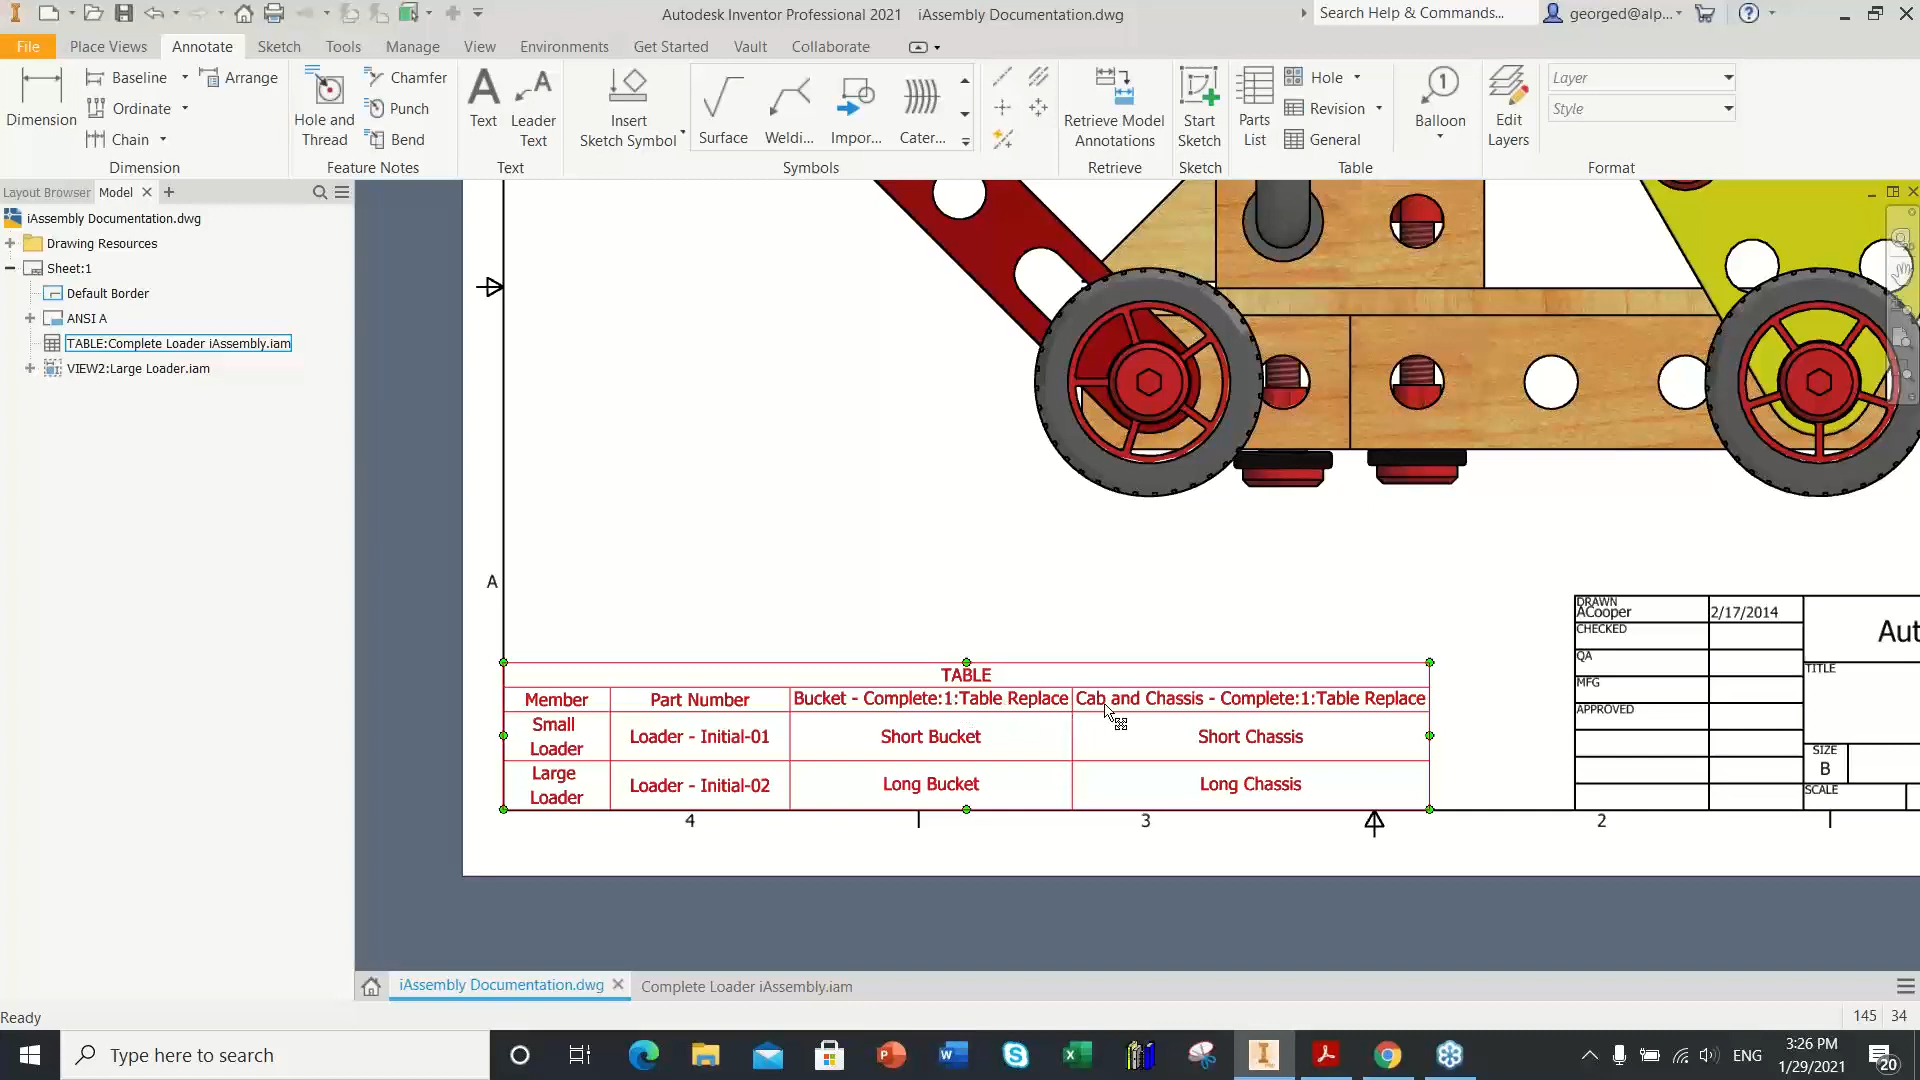 Autodesk Inventor Professional 2021 iAssembly Documentation.dwg
Search Help & Commands...
georged@alp...
File Place Views Annotate Sketch Tools Manage View Environments Get Started Vault Collaborate
Dimension
Baseline
Ordinate
Chain
Arrange
Dimension
Hole and
Thread
Chamfer
Punch
Bend
Feature Notes
Text
Leader
Text
Text
Insert
Sketch Symbol
Surface
Weldi...
Impor...
Cater...
Symbols
Retrieve Model
Annotations
Retrieve
Start
Sketch
Sketch
Parts
List
Hole
Revision
General
Table
1
Balloon
Edit
Layers
Layer
Style
Format
Layout Browser Model
iAssembly Documentation.dwg
Drawing Resources
Sheet:1
Default Border
ANSI A
TABLE:Complete Loader iAssembly.iam
VIEW2:Large Loader.iam
A
TABLE
Member Part Number Bucket - Complete:1:Table Replace Cab and Chassis - Complete:1:Table Replace
Small
Loader
Loader - Initial-01 Short Bucket Short Chassis
Large
Loader
Loader - Initial-02 Long Bucket Long Chassis
4 3 2
DRAWN
ACooper 2/17/2014
CHECKED
QA
MFG
APPROVED
Aut
TITLE
SIZE
B
SCALE
iAssembly Documentation.dwg Complete Loader iAssembly.iam
Ready
145 34
Type here to search
ENG
3:26 PM
1/29/2021
20